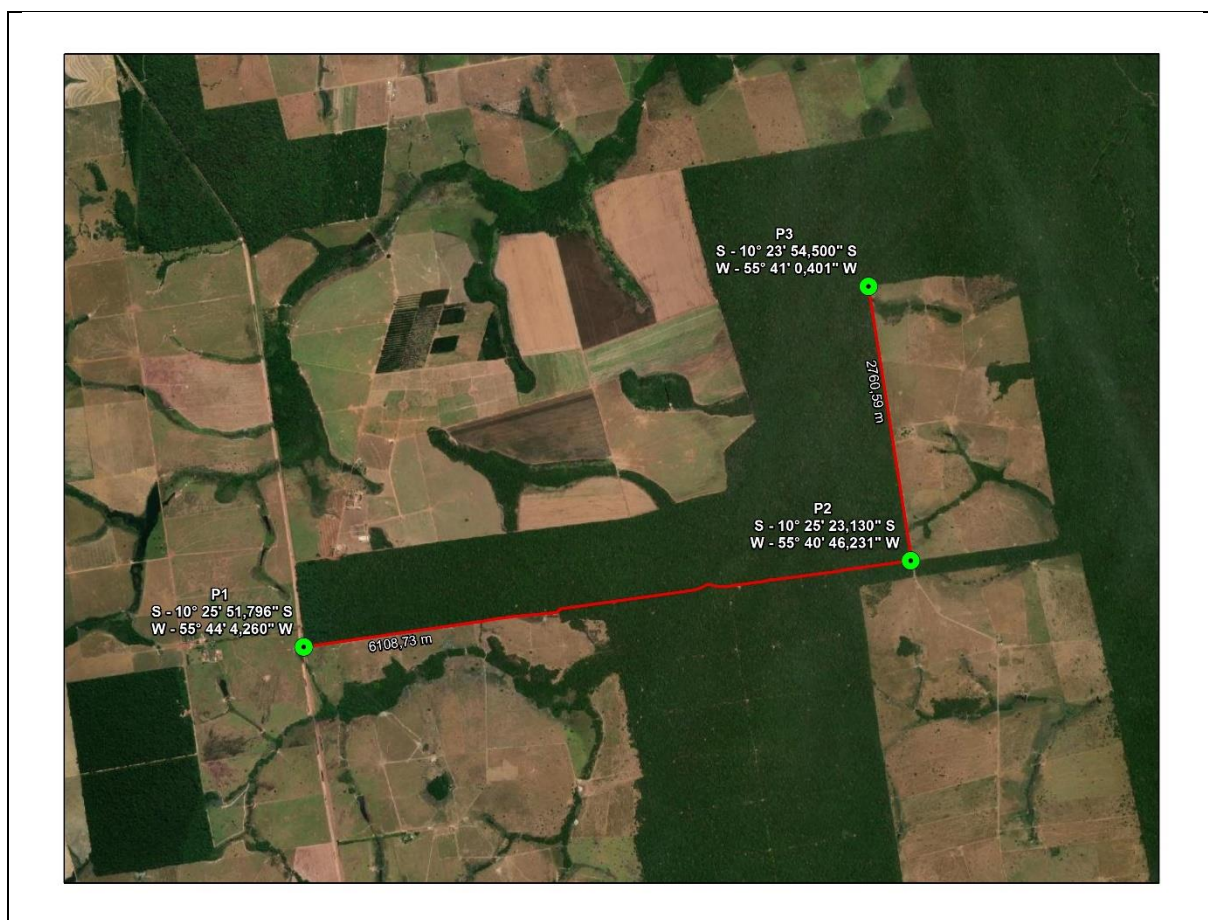 P3
S - 10° 23' 54,500" S
W - 55° 41' 0,401" W
2760,59 m
P2
S - 10° 25' 23,130" S
W - 55° 40' 46,231" W
P1
S - 10° 25' 51,796" S
W - 55° 44' 4,260" W
6108,73 m